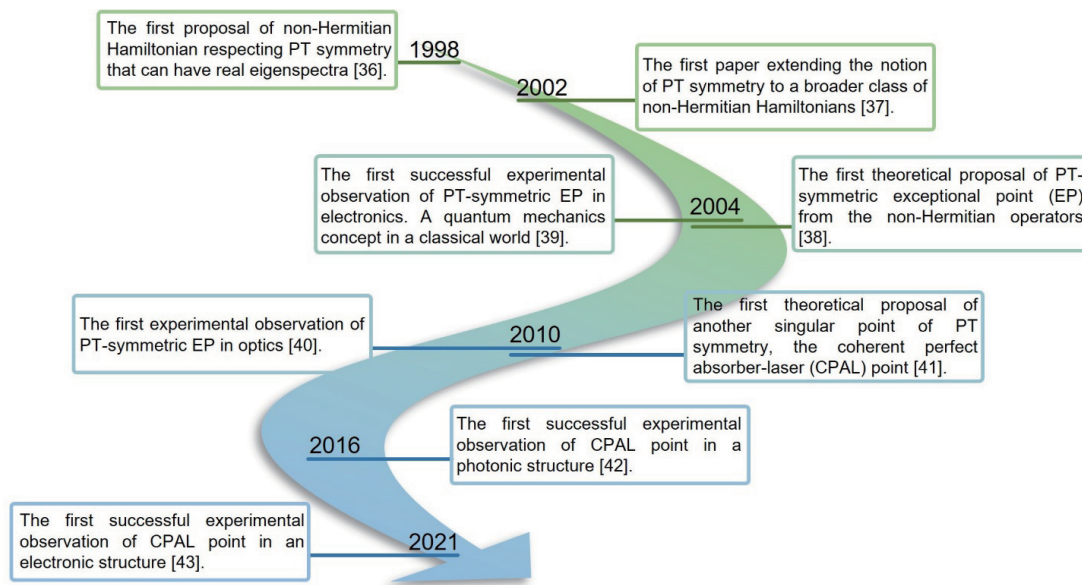 The first proposal of non-Hermitian
Hamiltonian respecting PT symmetry
that can have real eigenspectra [36].
1998
2002
The first paper extending the notion
of PT symmetry to a broader class of
non-Hermitian Hamiltonians [37].
The first successful experimental
observation of PT-symmetric EP in
electronics. A quantum mechanics
concept in a classical world [39].
2004
The first theoretical proposal of PT-
symmetric exceptional point (EP)
from the non-Hermitian operators
[38].
The first experimental observation of
PT-symmetric EP in optics [40].
2010
The first theoretical proposal of
another singular point of PT
symmetry, the coherent perfect
absorber-laser (CPAL) point [41].
2016
The first successful experimental
observation of CPAL point in a
photonic structure [42].
The first successful experimental
observation of CPAL point in an
electronic structure [43].
2021